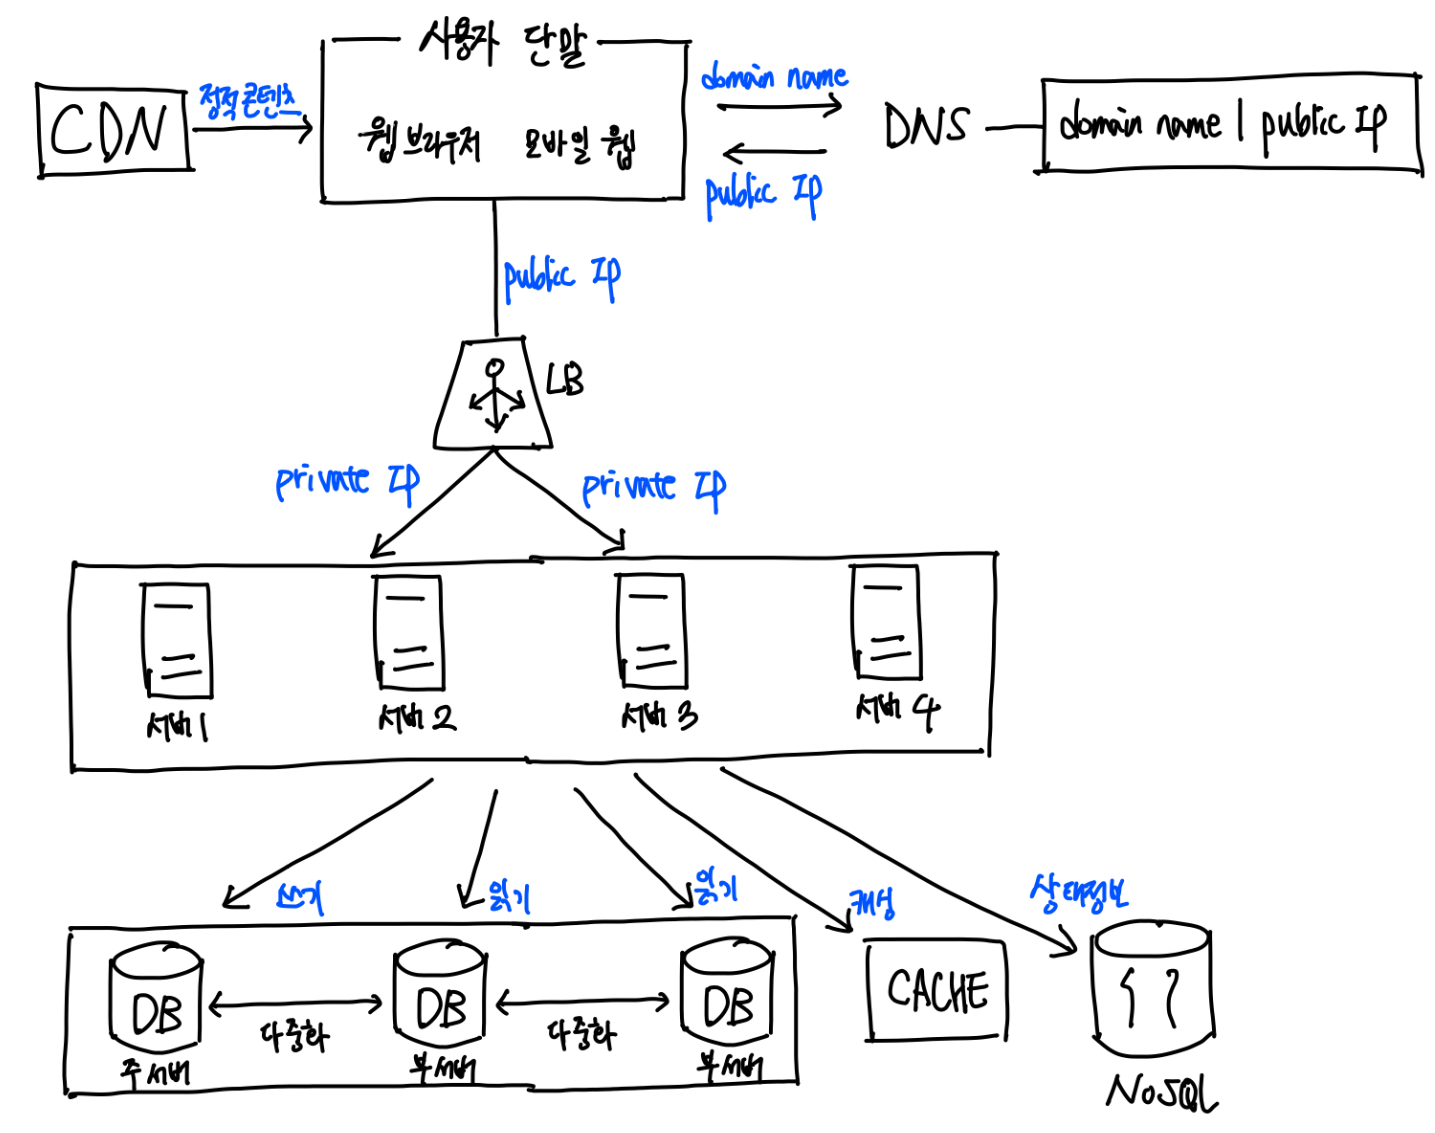 사용자 단말
CDN
정적콘텐츠
웹 브라우저
모바일 웹
domain name
public IP
DNS
domain name | public IP
public IP
LB
private IP
private IP
서버 1
서버 2
서버 3
서버 4
쓰기
읽기
읽기
캐싱
상태정보
DB
다중화
DB
다중화
DB
CACHE
주 서버
부 서버
부 서버
NoSQL